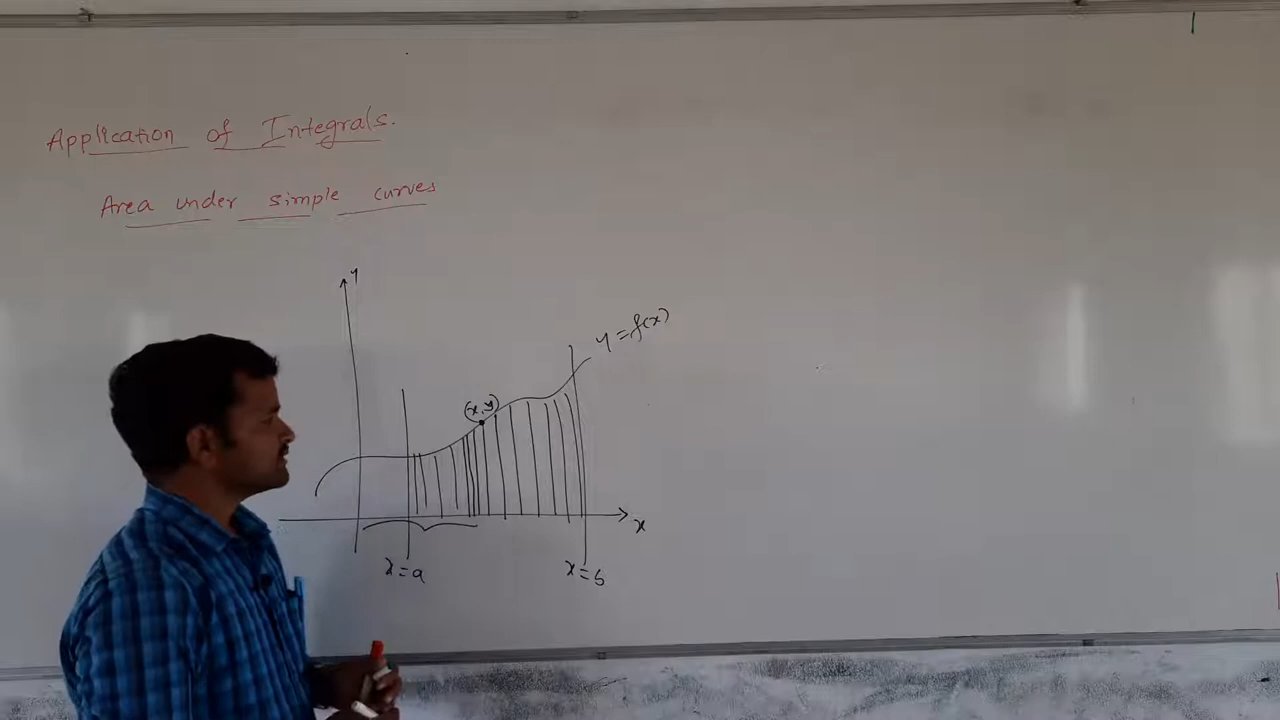 Application of Integrals.
Area under simple curves
y
y = f(x)
(x, y)
x
x = a
x = b